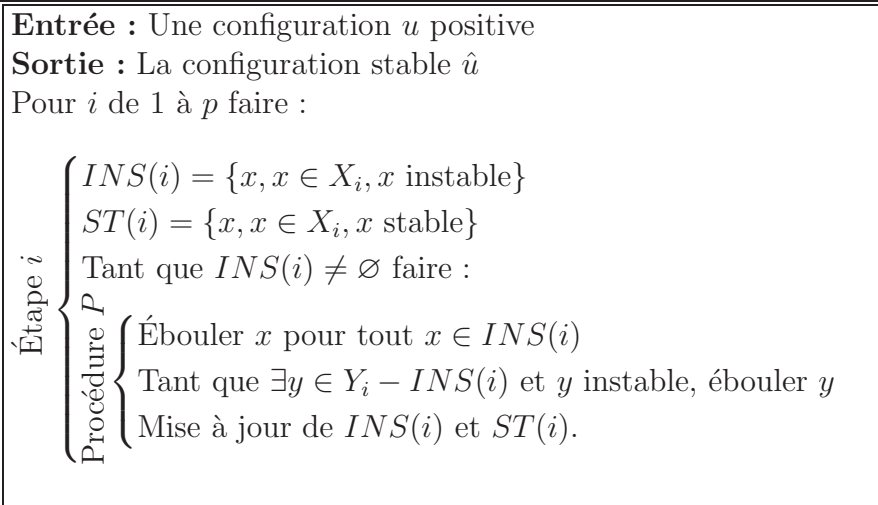 Entrée : Une configuration u positive
Sortie : La configuration stable û
Pour i de 1 à p faire :
Étape i
INS(i) = {x, x ∈ X_i, x instable}
ST(i) = {x, x ∈ X_i, x stable}
Tant que INS(i) ≠ ∅ faire :
Procédure P
Ébouler x pour tout x ∈ INS(i)
Tant que ∃y ∈ Y_i − INS(i) et y instable, ébouler y
Mise à jour de INS(i) et ST(i).